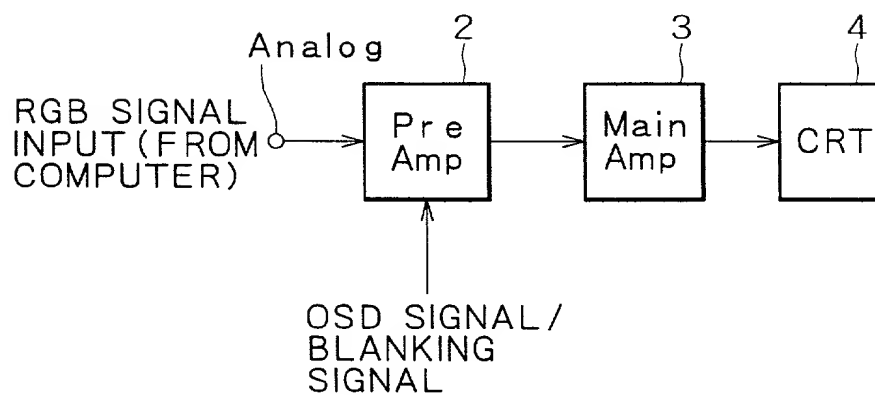 Analog
2
3
4
RGB SIGNAL
INPUT(FROM
COMPUTER)
Pre
Amp
Main
Amp
CRT
OSD SIGNAL/
BLANKING
SIGNAL